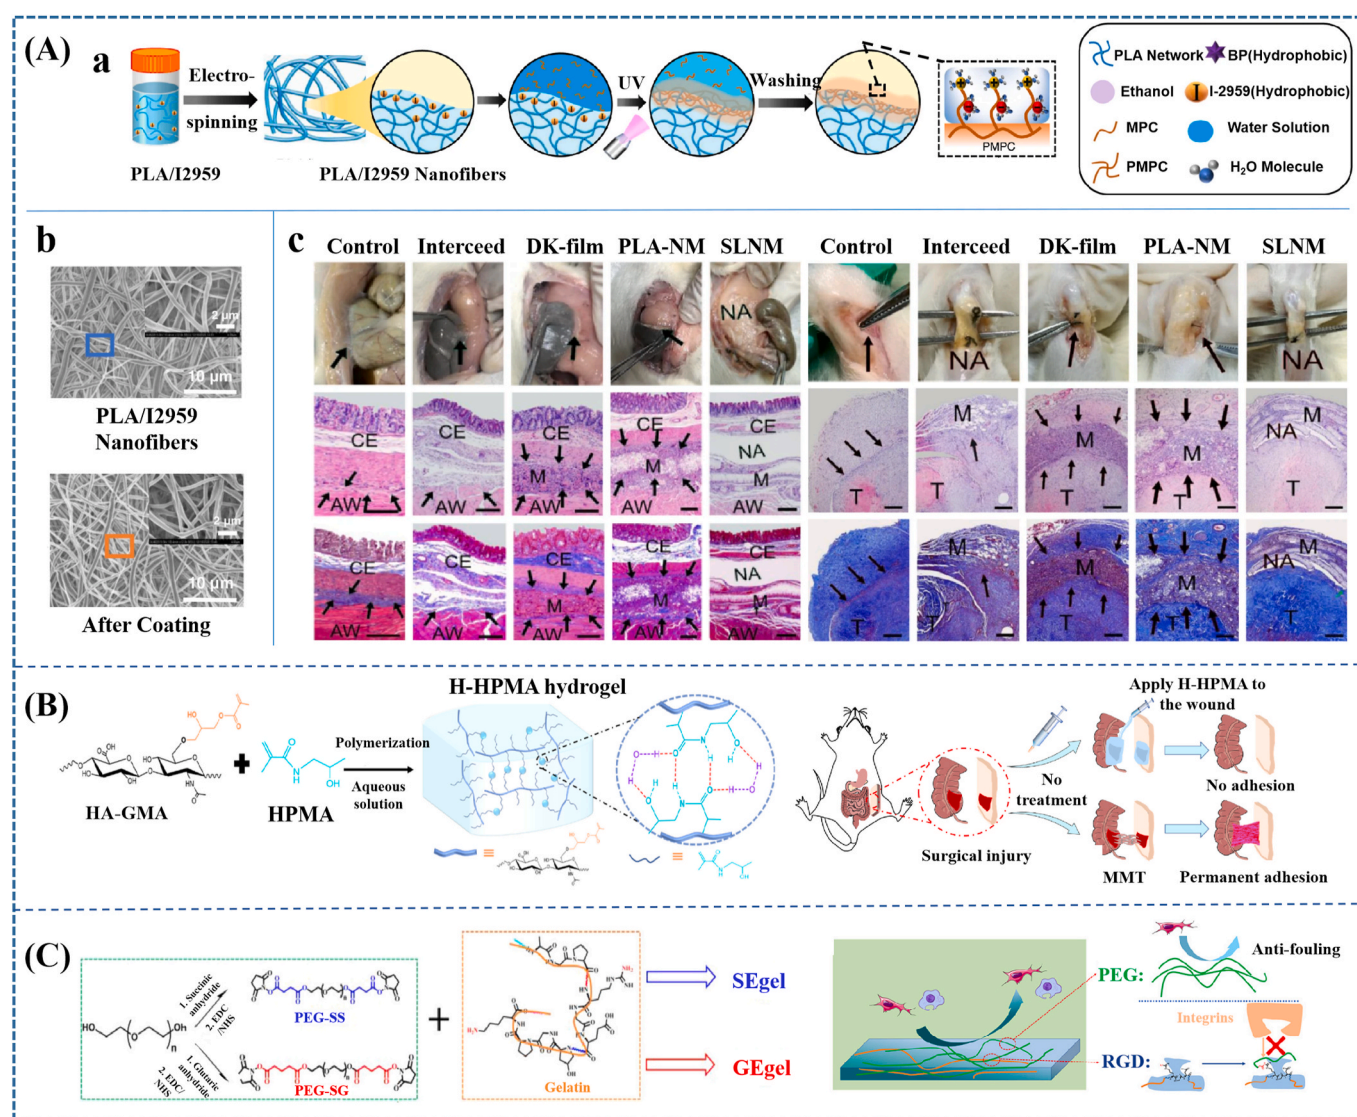 (A)
a
Electro-
spinning
UV
Washing
PMPC
PLA/I2959
PLA/I2959 Nanofibers
PLA Network
BP(Hydrophobic)
Ethanol
I
I-2959(Hydrophobic)
MPC
Water Solution
PMPC
H₂O Molecule
b
2 μm
10 μm
PLA/I2959
Nanofibers
2 μm
10 μm
After Coating
c
Control Interceed DK-film PLA-NM SLNM Control Interceed DK-film PLA-NM SLNM
NA NA NA
CE CE CE CE CE M M M M
NA NA
M M M
AW AW AW AW AW T T T T T
CE CE CE CE CE M M M M
NA NA
M M M
AW AW AW AW AW T T T T T
(B)
H-HPMA hydrogel
HA-GMA
HPMA
Polymerization
Aqueous
solution
Surgical injury
No
treatment
Apply H-HPMA to
the wound
No adhesion
MMT
Permanent adhesion
(C)
1. Succinic
anhydride
2. EDC
/NHS
PEG-SS
1. Glutaric
anhydride
2. EDC/
NHS
PEG-SG
Gelatin
SEgel
GEgel
PEG:
Anti-fouling
Integrins
RGD: